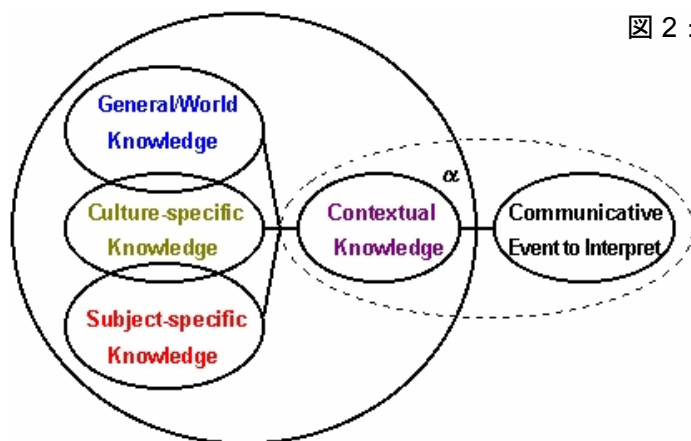 図 2：
General/World
Knowledge
Culture-specific
Knowledge
Subject-specific
Knowledge
α
Contextual
Knowledge
Communicative
Event to Interpret